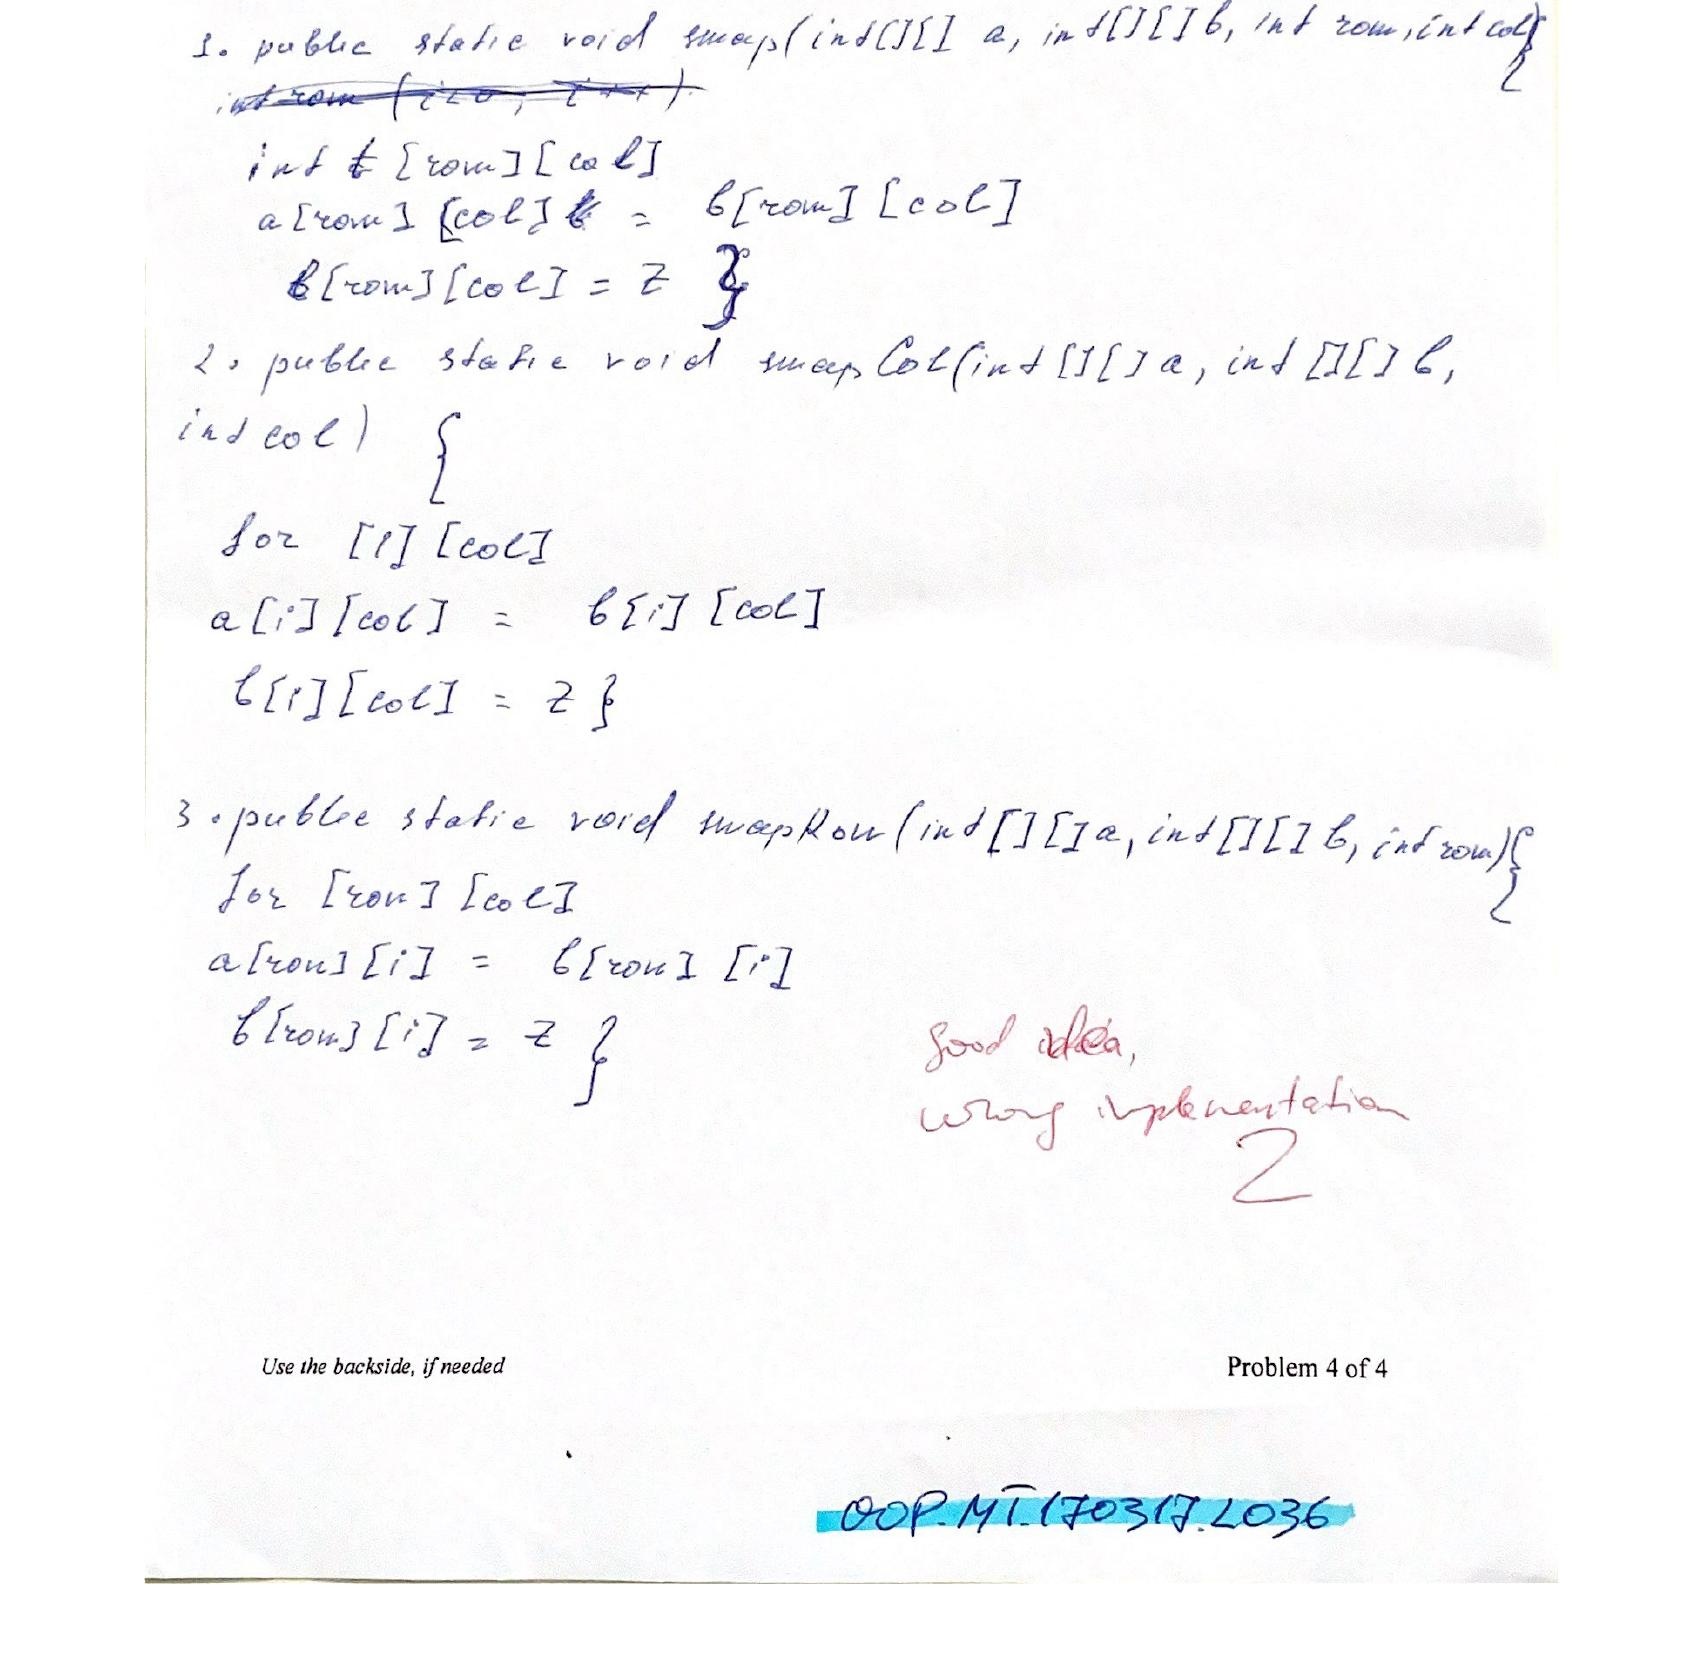 1. public static void swap(int[][] a, int[][] b, int row, int col){
int row (i=0, i++).
int t [row][col]
a[row] [col] = b[row] [col]
b[row][col] = z }
2. public static void swapCol(int[][] a, int[][] b,
int col) {
for [i] [col]
a[i][col] = b[i] [col]
b[i][col] = z }
3. public static void swapRow(int[][] a, int[][] b, int row){
for [row] [col]
a[row] [i] = b[row] [i]
b[row] [i] = z }
good idea,
wrong implementation
2
Use the backside, if needed
Problem 4 of 4
OOP.MT.170317.L036